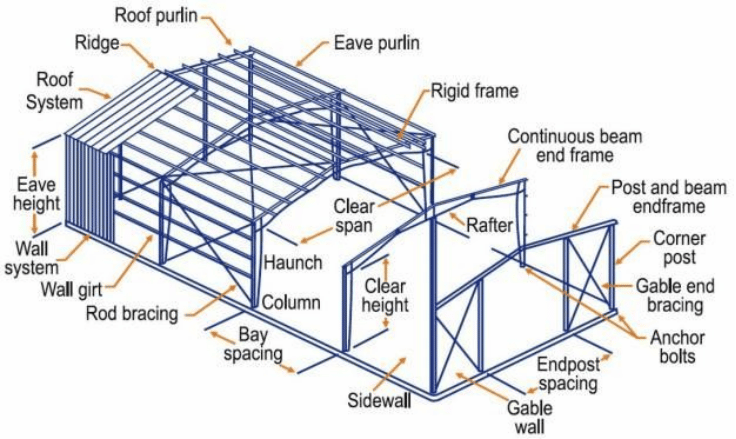 Roof purlin
Ridge
Eave purlin
Roof
System
Rigid frame
Continuous beam
end frame
Eave
height
Clear
span
Rafter
Post and beam
endframe
Corner
post
Wall
system
Wall girt
Haunch
Clear
height
Gable end
bracing
Rod bracing
Column
Anchor
bolts
Bay
spacing
Endpost
spacing
Sidewall
Gable
wall